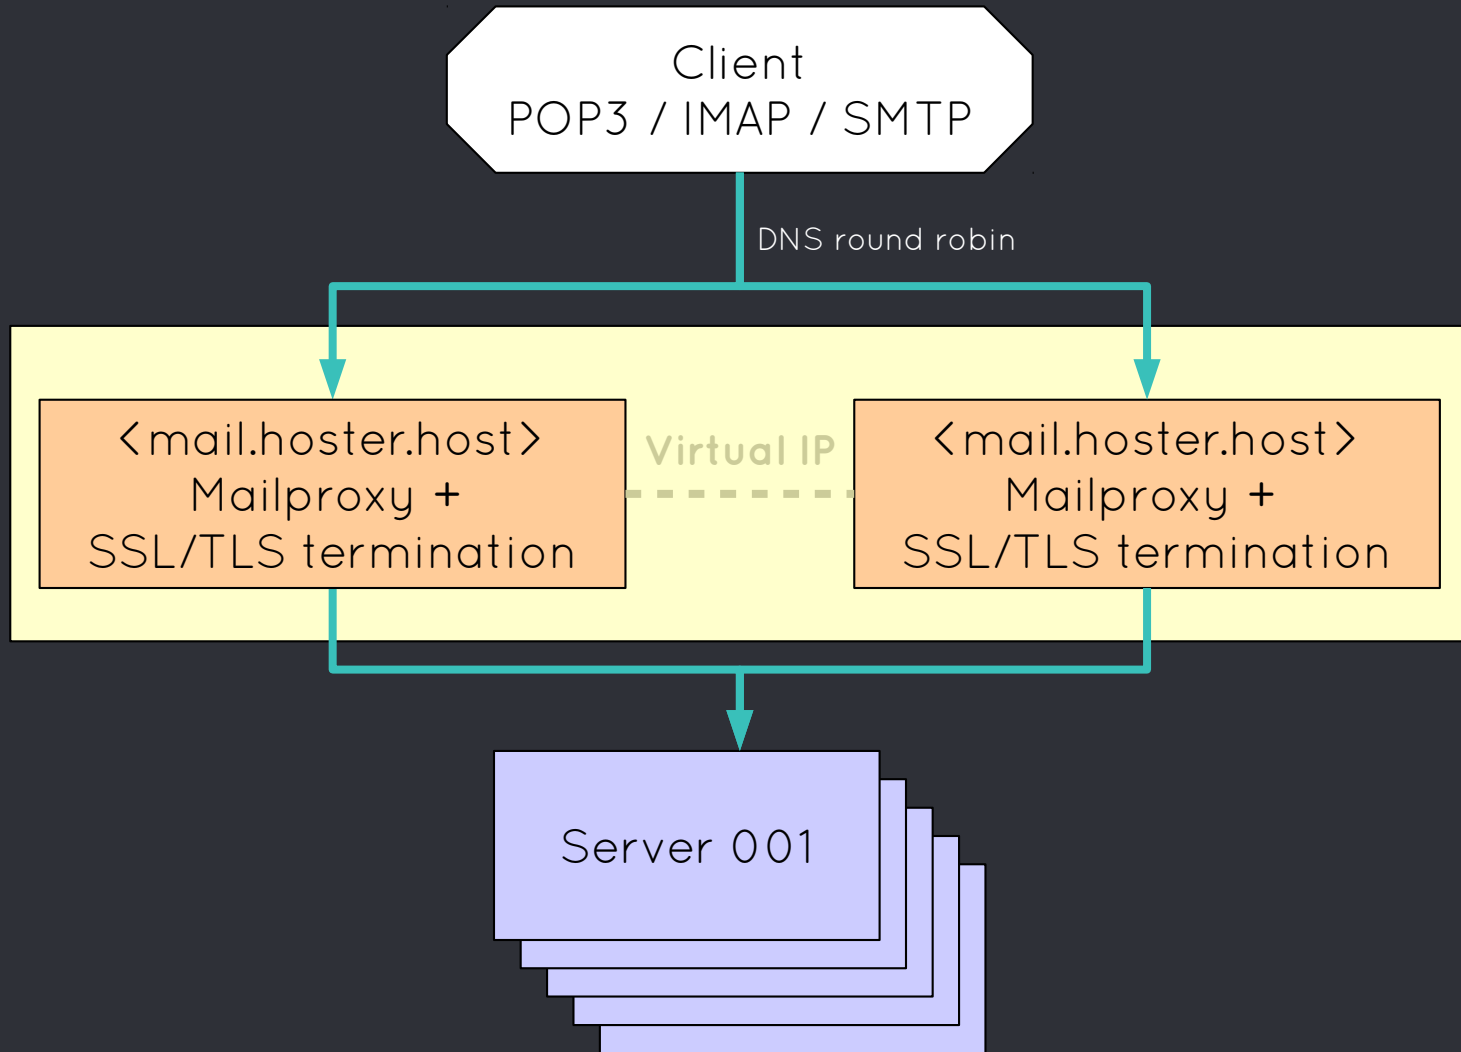 Client
POP3 / IMAP / SMTP
DNS round robin
<mail.hoster.host>
Mailproxy +
SSL/TLS termination
Virtual IP
<mail.hoster.host>
Mailproxy +
SSL/TLS termination
Server 001